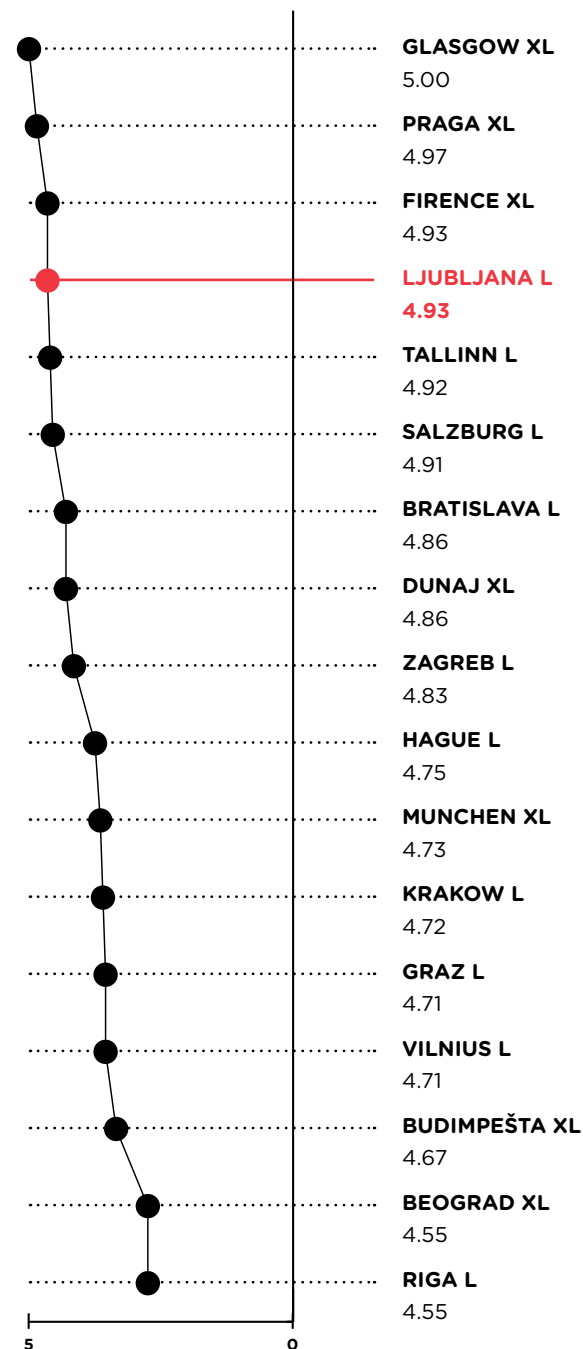 GLASGOW XL
5.00
PRAGA XL
4.97
FIRENCE XL
4.93
LJUBLJANA L
4.93
TALLINN L
4.92
SALZBURG L
4.91
BRATISLAVA L
4.86
DUNAJ XL
4.86
ZAGREB L
4.83
HAGUE L
4.75
MUNCHEN XL
4.73
KRAKOW L
4.72
GRAZ L
4.71
VILNIUS L
4.71
BUDIMPEŠTA XL
4.67
BEOGRAD XL
4.55
RIGA L
4.55
5 0